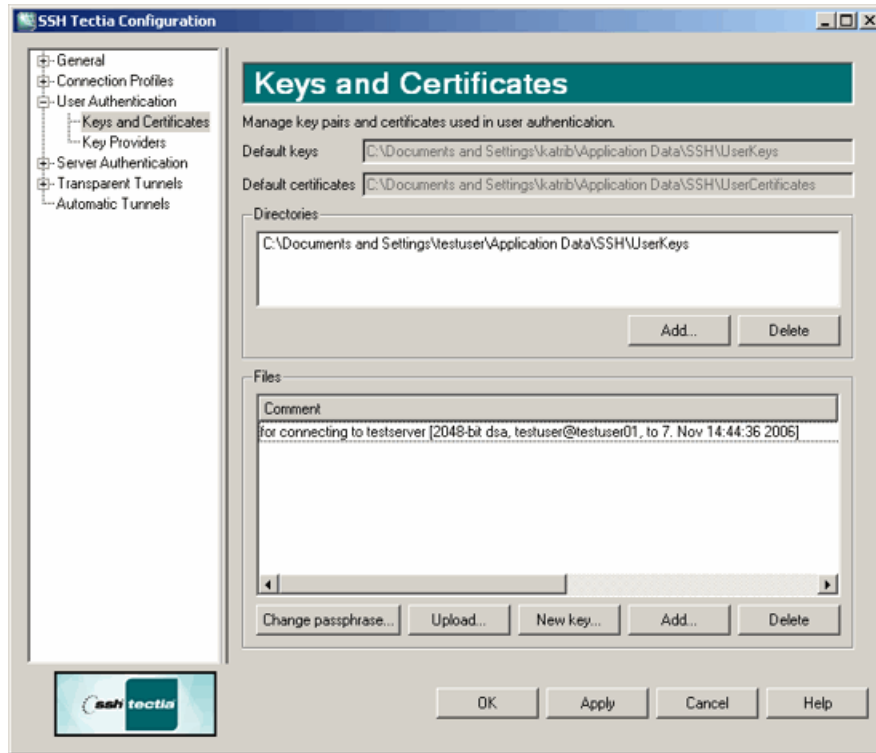 SSH Tectia Configuration
General
Connection Profiles
User Authentication
Keys and Certificates
Key Providers
Server Authentication
Transparent Tunnels
Automatic Tunnels
Keys and Certificates
Manage key pairs and certificates used in user authentication.
Default keys C:\Documents and Settings\katrib\Application Data\SSH\UserKeys
Default certificates C:\Documents and Settings\katrib\Application Data\SSH\UserCertificates
Directories
C:\Documents and Settings\testuser\Application Data\SSH\UserKeys
Add... Delete
Files
Comment
for connecting to testserver [2048-bit dsa, testuser@testuser01, to 7. Nov 14:44:36 2006]
Change passphrase... Upload... New key... Add... Delete
ssh tectia
OK Apply Cancel Help